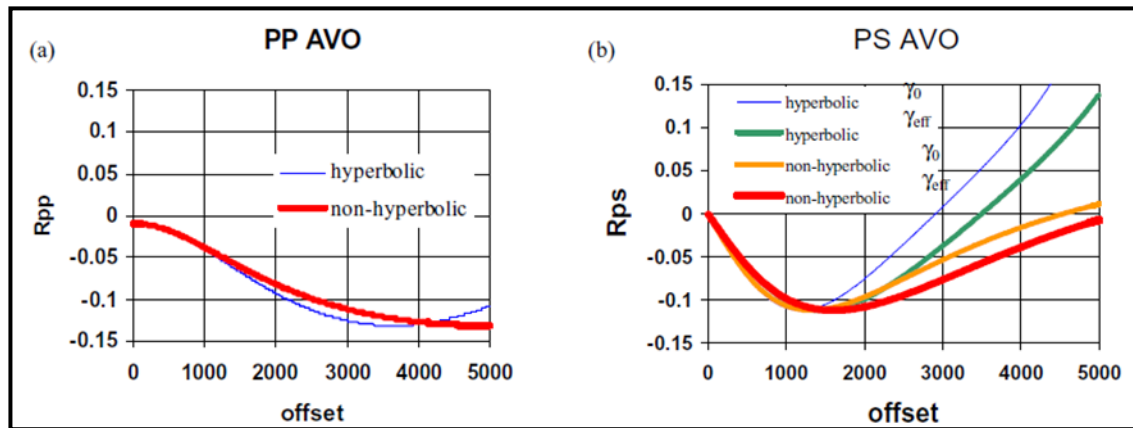 (a)
PP AVO
0.15
0.1
0.05
0
-0.05
-0.1
-0.15
Rpp
hyperbolic
non-hyperbolic
0 1000 2000 3000 4000 5000
offset
(b)
PS AVO
0.15
0.1
0.05
0
-0.05
-0.1
-0.15
Rps
hyperbolic γ₀
hyperbolic γeff
non-hyperbolic γ₀
non-hyperbolic γeff
0 1000 2000 3000 4000 5000
offset